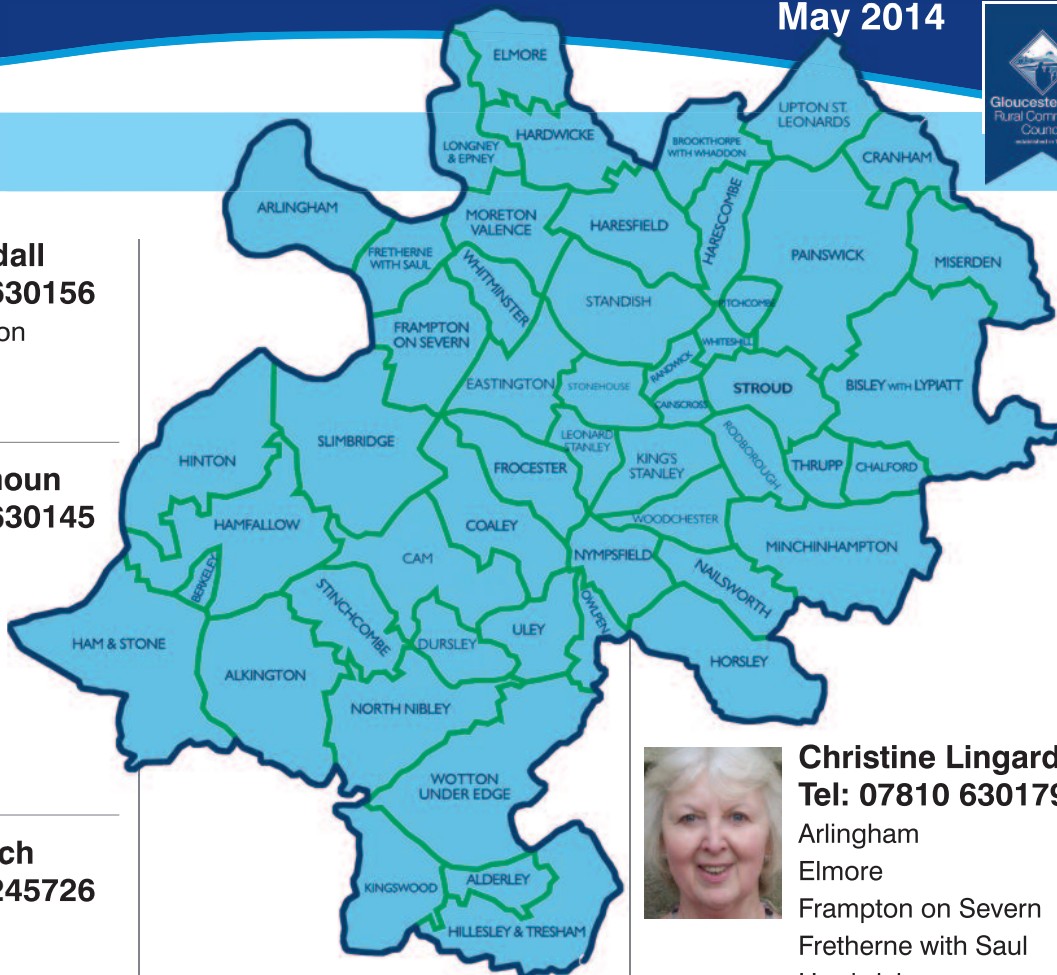 May 2014
Gloucester
Rural Comm
Counc
ELMORE
UPTON ST.
LEONARDS
HARDWICKE
LONGNEY
& EPNEY
BROOKTHORPE
WITH WHADDON
CRANHAM
ARLINGHAM
MORETON
VALENCE
HARESFIELD
HARESCOMBE
PAINSWICK
MISERDEN
FRETHERNE
WITH SAUL
WHITMINSTER
STANDISH
PITCHCOMBE
FRAMPTON
ON SEVERN
WHITESHILL
RANDWICK
EASTINGTON
STONEHOUSE
STROUD
BISLEY WITH LYPIATT
CAINSCROSS
SLIMBRIDGE
LEONARD
STANLEY
RODBOROUGH
HINTON
FROCESTER
KING'S
STANLEY
THRUPP
CHALFORD
HAMFALLOW
COALEY
WOODCHESTER
CAM
NYMPSFIELD
MINCHINHAMPTON
BERKELEY
NAILSWORTH
STINCHCOMBE
OWLPEN
HAM & STONE
DURSLEY
ULEY
ALKINGTON
HORSLEY
NORTH NIBLEY
WOTTON
UNDER EDGE
KINGSWOOD
ALDERLEY
HILLESLEY & TRESHAM
dall
630156
on
noun
630145
ch
245726
Christine Lingard
Tel: 07810 630179
Arlingham
Elmore
Frampton on Severn
Fretherne with Saul